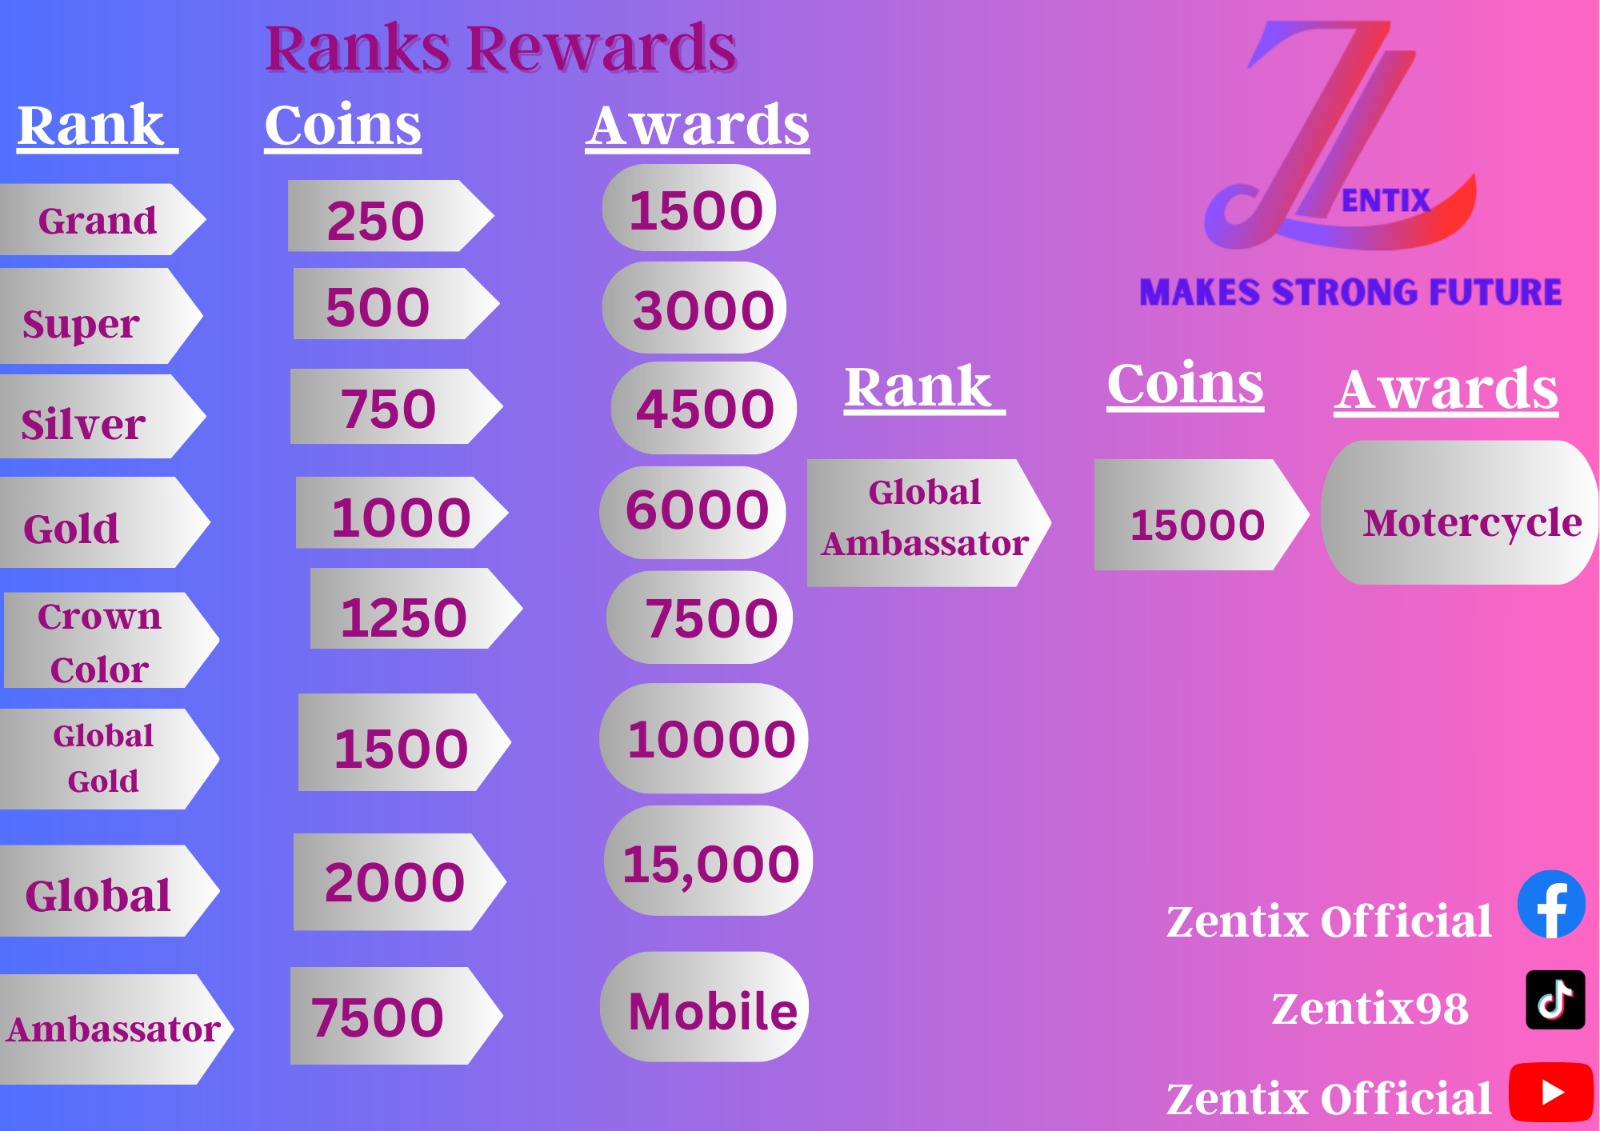 Ranks Rewards
Rank Coins Awards
Grand 250 1500
Super 500 3000
Silver 750 4500
Gold 1000 6000
Crown
Color 1250 7500
Global
Gold 1500 10000
Global 2000 15,000
Ambassator 7500 Mobile
ZENTIX
MAKES STRONG FUTURE
Rank Coins Awards
Global
Ambassator 15000 Motercycle
Zentix Official
Zentix98
Zentix Official